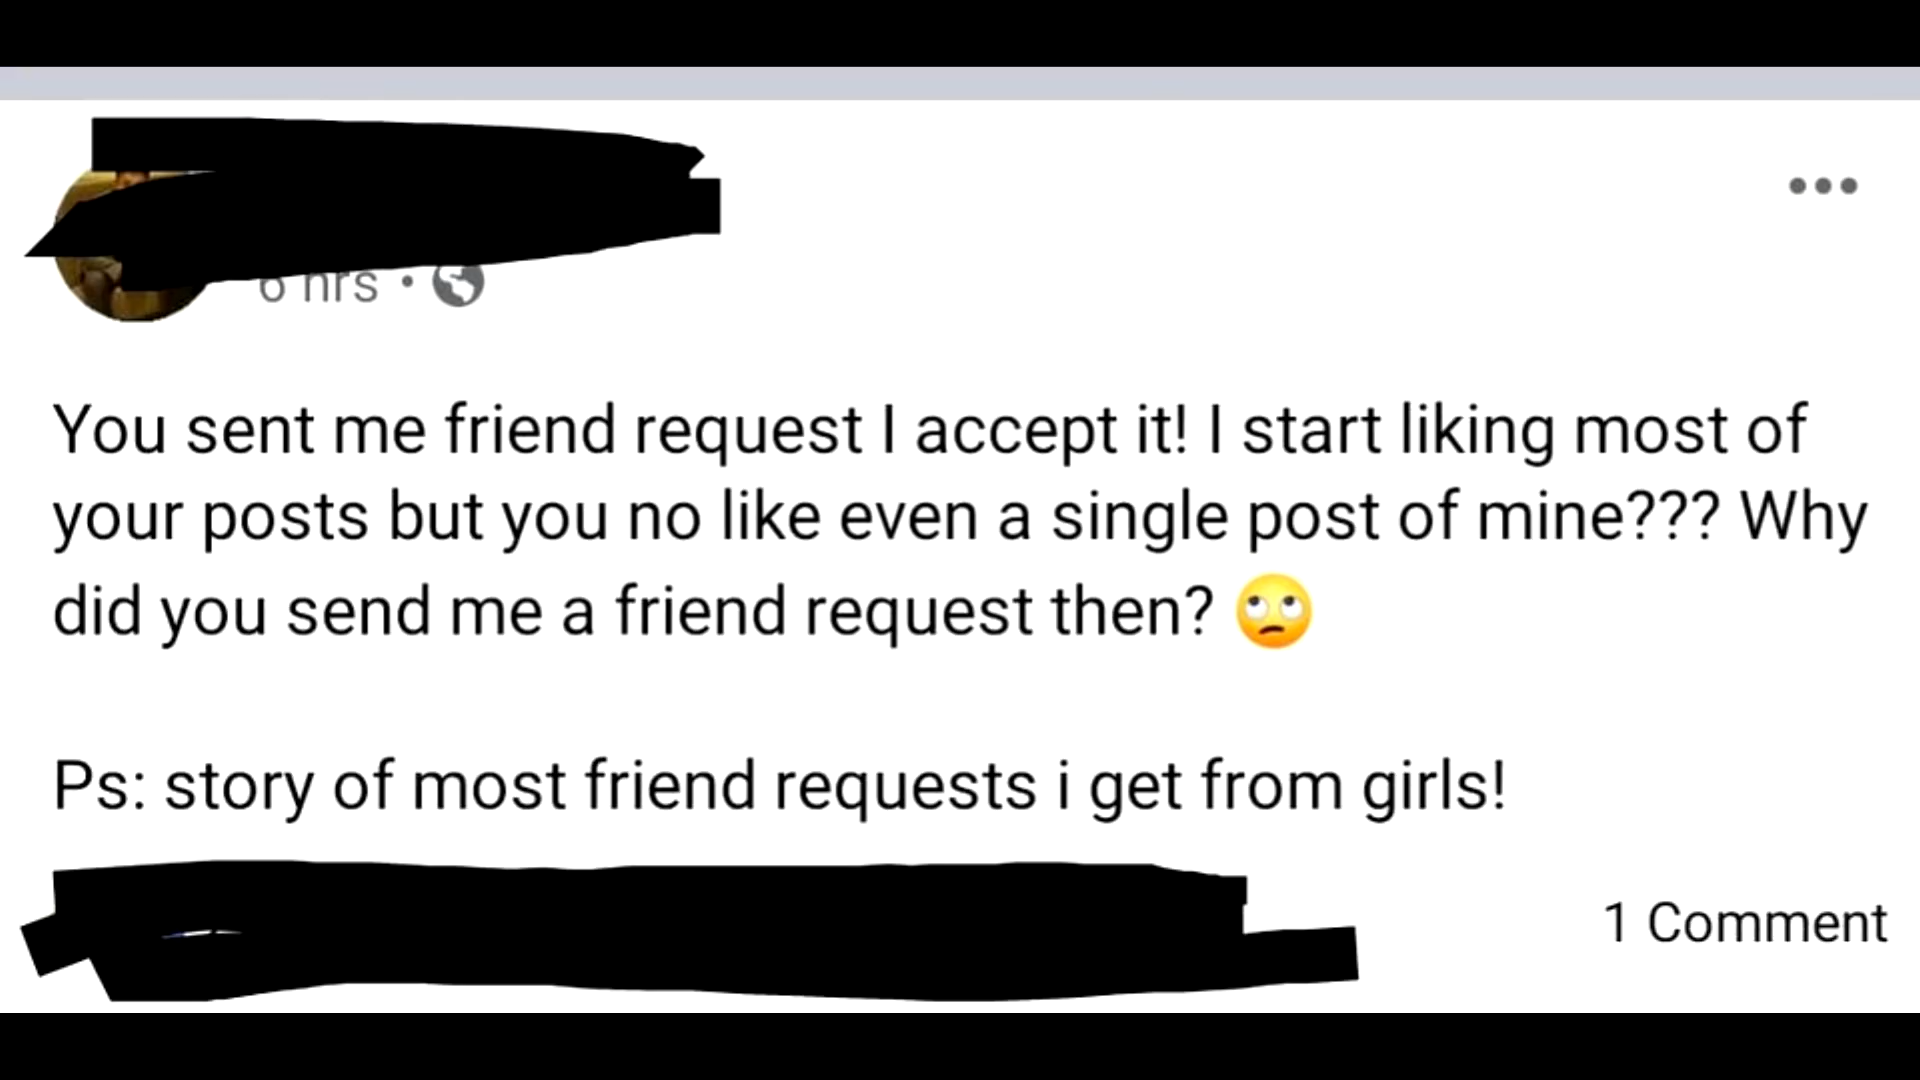 6 hrs •
You sent me friend request I accept it! I start liking most of
your posts but you no like even a single post of mine??? Why
did you send me a friend request then? 🙄
Ps: story of most friend requests i get from girls!
1 Comment